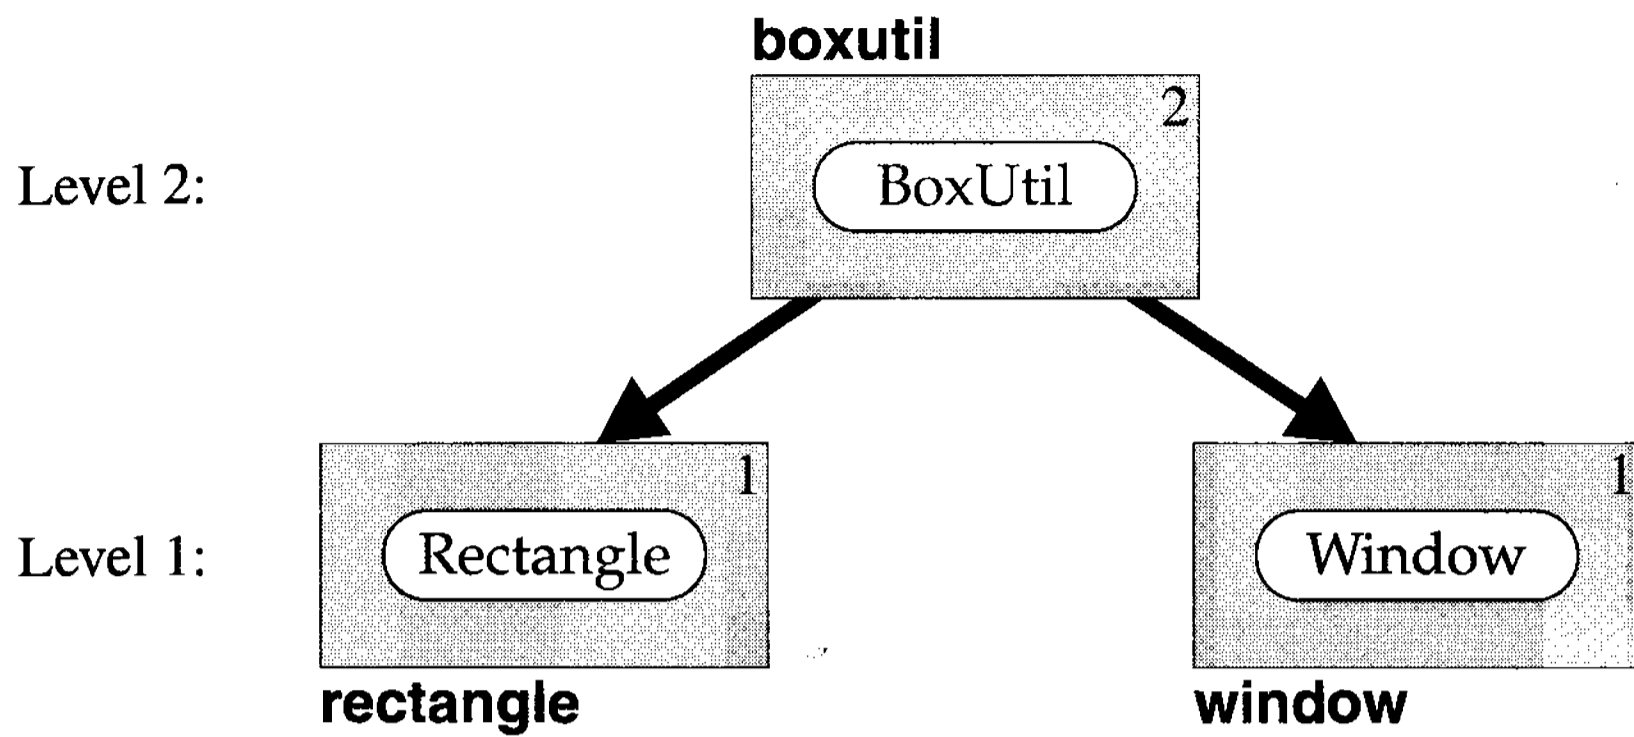 boxutil
2
Level 2:
BoxUtil
1
1
Level 1:
Rectangle
Window
rectangle
window